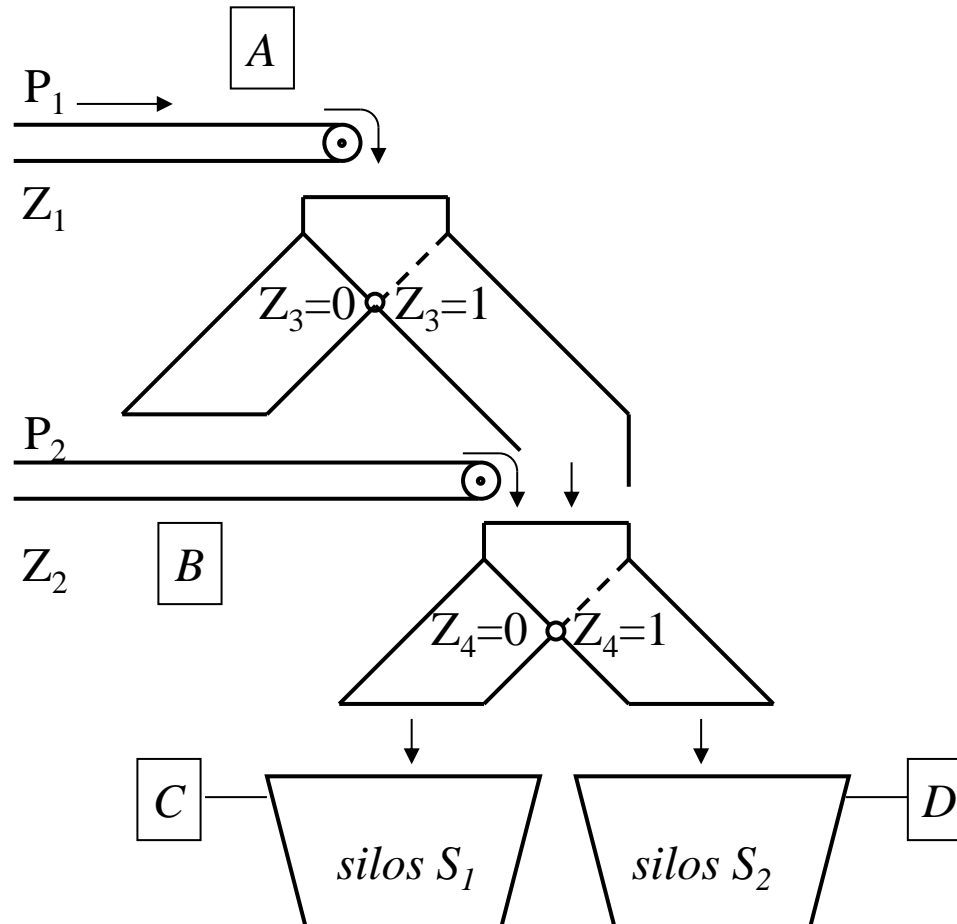 A
P₁
Z₁
Z₃=0 Z₃=1
P₂
Z₂
B
Z₄=0 Z₄=1
C
D
silos S₁
silos S₂